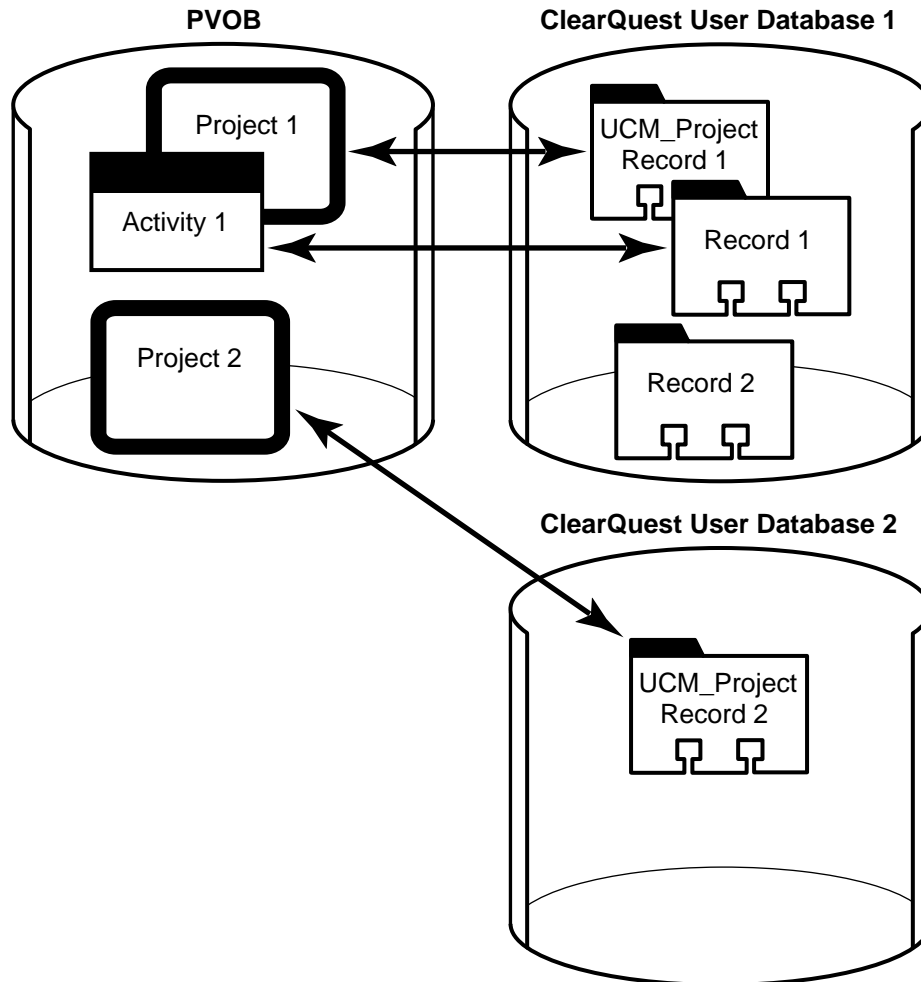 PVOB
ClearQuest User Database 1
Project 1
UCM_Project
Record 1
Activity 1
Record 1
Project 2
Record 2
ClearQuest User Database 2
UCM_Project
Record 2